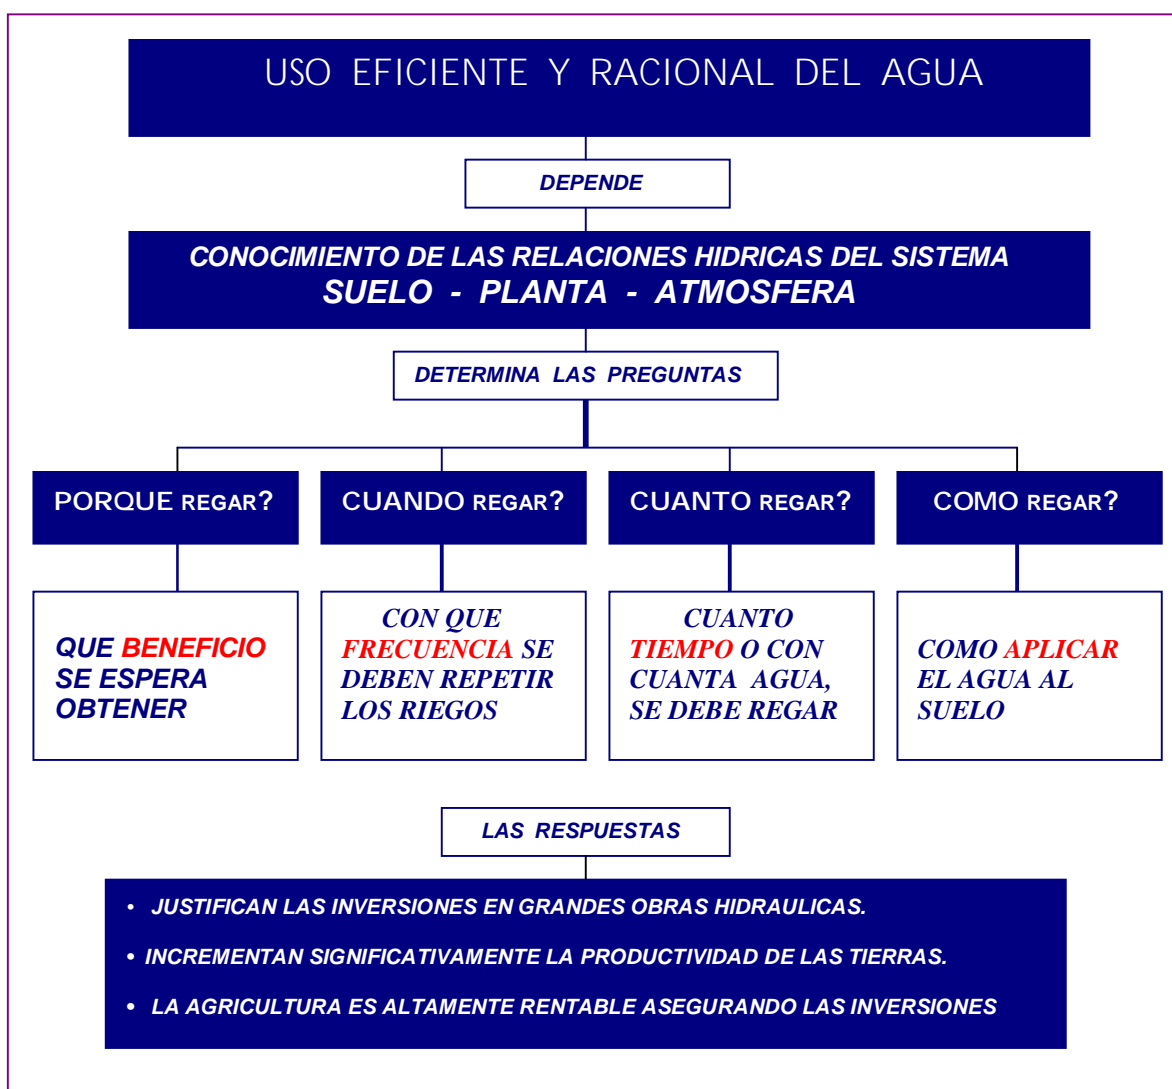 USO EFICIENTE Y RACIONAL DEL AGUA
DEPENDE
CONOCIMIENTO DE LAS RELACIONES HIDRICAS DEL SISTEMA
SUELO - PLANTA - ATMOSFERA
DETERMINA LAS PREGUNTAS
PORQUE REGAR?
CUANDO REGAR?
CUANTO REGAR?
COMO REGAR?
QUE BENEFICIO
SE ESPERA
OBTENER
CON QUE
FRECUENCIA SE
DEBEN REPETIR
LOS RIEGOS
CUANTO
TIEMPO O CON
CUANTA AGUA,
SE DEBE REGAR
COMO APLICAR
EL AGUA AL
SUELO
LAS RESPUESTAS
• JUSTIFICAN LAS INVERSIONES EN GRANDES OBRAS HIDRAULICAS.
• INCREMENTAN SIGNIFICATIVAMENTE LA PRODUCTIVIDAD DE LAS TIERRAS.
• LA AGRICULTURA ES ALTAMENTE RENTABLE ASEGURANDO LAS INVERSIONES